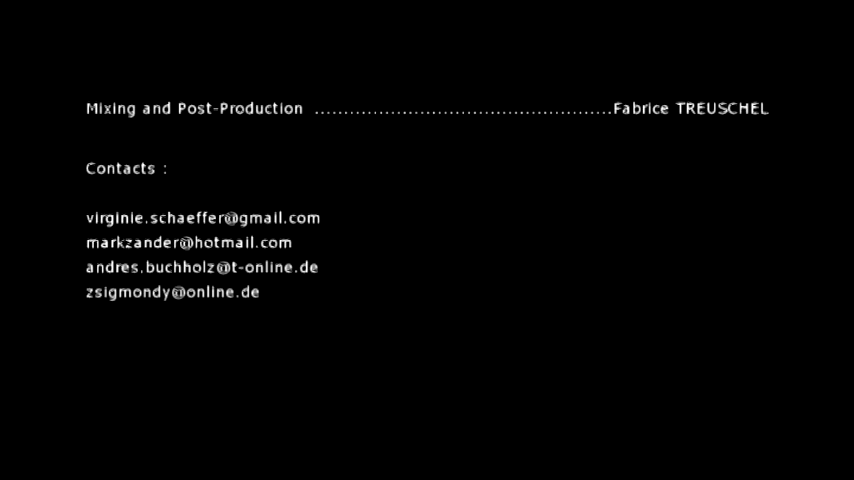 Mixing and Post-Production ...................................................Fabrice TREUSCHEL
Contacts :
virginie.schaeffer@gmail.com
markzander@hotmail.com
andres.buchholz@t-online.de
zsigmondy@online.de